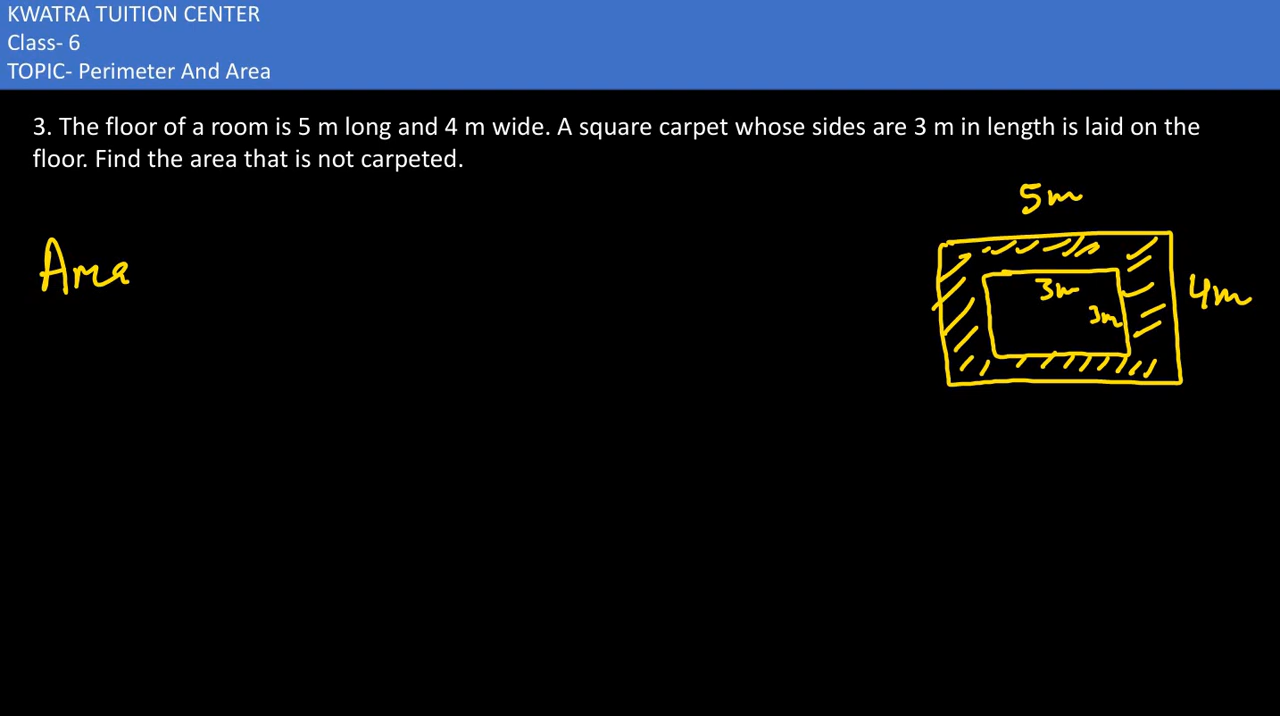 KWATRA TUITION CENTER
Class- 6
TOPIC- Perimeter And Area
3. The floor of a room is 5 m long and 4 m wide. A square carpet whose sides are 3 m in length is laid on the
floor. Find the area that is not carpeted.
5m
Area
3m
4m
3m